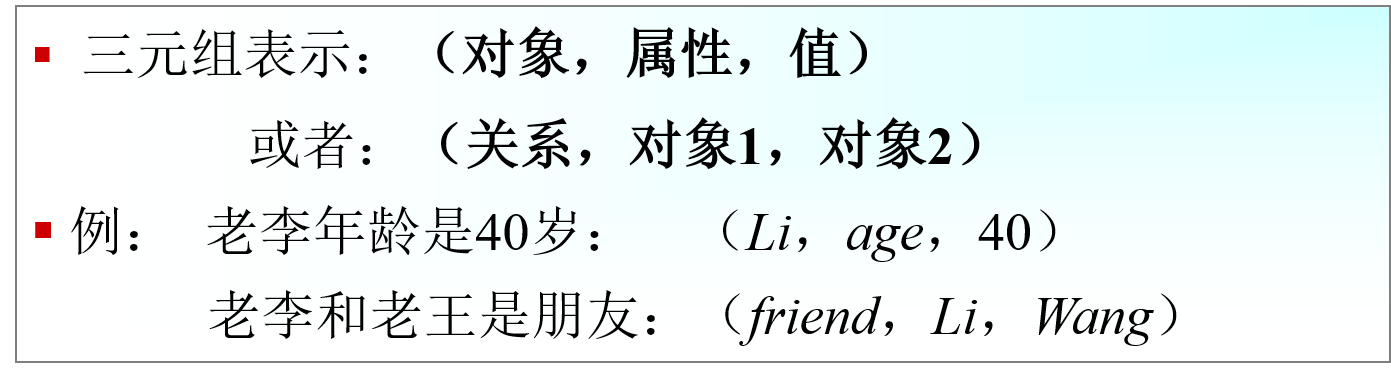 ▪ 三元组表示：（对象，属性，值）
或者：（关系，对象1，对象2）
▪ 例： 老李年龄是40岁： （Li，age，40）
老李和老王是朋友：（friend，Li，Wang）